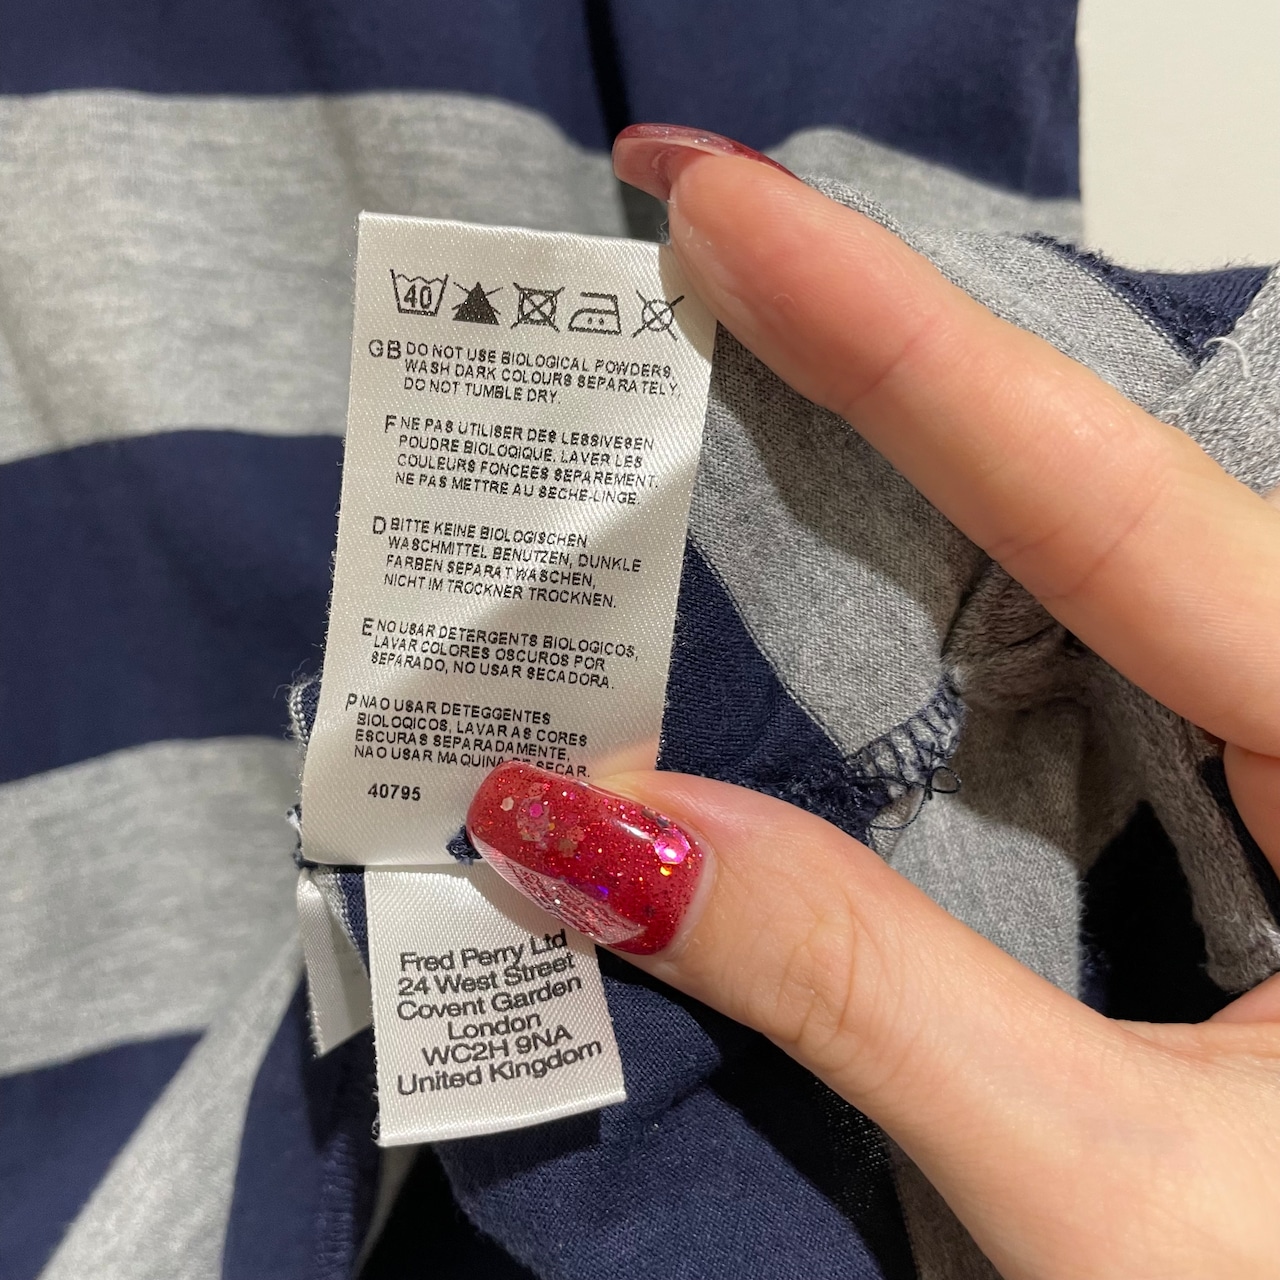 40
GB DO NOT USE BIOLOGICAL POWDERS,
WASH DARK COLOURS SEPARATELY,
DO NOT TUMBLE DRY.
F NE PAS UTILISER DES LESSIVESEN
POUDRE BIOLOQIQUE. LAVER LES
COULEURS FONCEES SEPAREMENT.
NE PAS METTRE AU SECHE-LINGE.
D BITTE KEINE BIOLOGISCHEN
WASCHMITTEL BENUTZEN, DUNKLE
FARBEN SEPARAT WASCHEN,
NICHT IM TROCKNER TROCKNEN.
E NO USAR DETERGENTS BIOLOGICOS,
LAVAR COLORES OSCUROS POR
SEPARADO, NO USAR SECADORA.
P NAO USAR DETEGGENTES
BIOLOQICOS, LAVAR AS CORES
ESCURAS SEPARADAMENTE,
NAO USAR MAQUINA DE SECAR.
40795
Fred Perry Ltd
24 West Street
Covent Garden
London
WC2H 9NA
United Kingdom